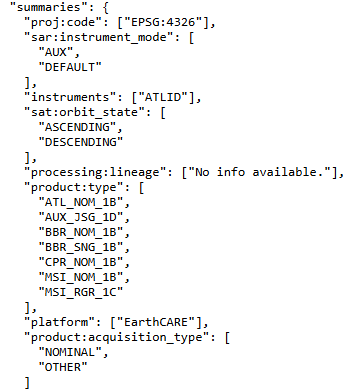 "summaries": {
"proj:code": ["EPSG:4326"],
"sar:instrument_mode": [
"AUX",
"DEFAULT"
],
"instruments": ["ATLID"],
"sat:orbit_state": [
"ASCENDING",
"DESCENDING"
],
"processing:lineage": ["No info available."],
"product:type": [
"ATL_NOM_1B",
"AUX_JSG_1D",
"BBR_NOM_1B",
"BBR_SNG_1B",
"CPR_NOM_1B",
"MSI_NOM_1B",
"MSI_RGR_1C"
],
"platform": ["EarthCARE"],
"product:acquisition_type": [
"NOMINAL",
"OTHER"
]